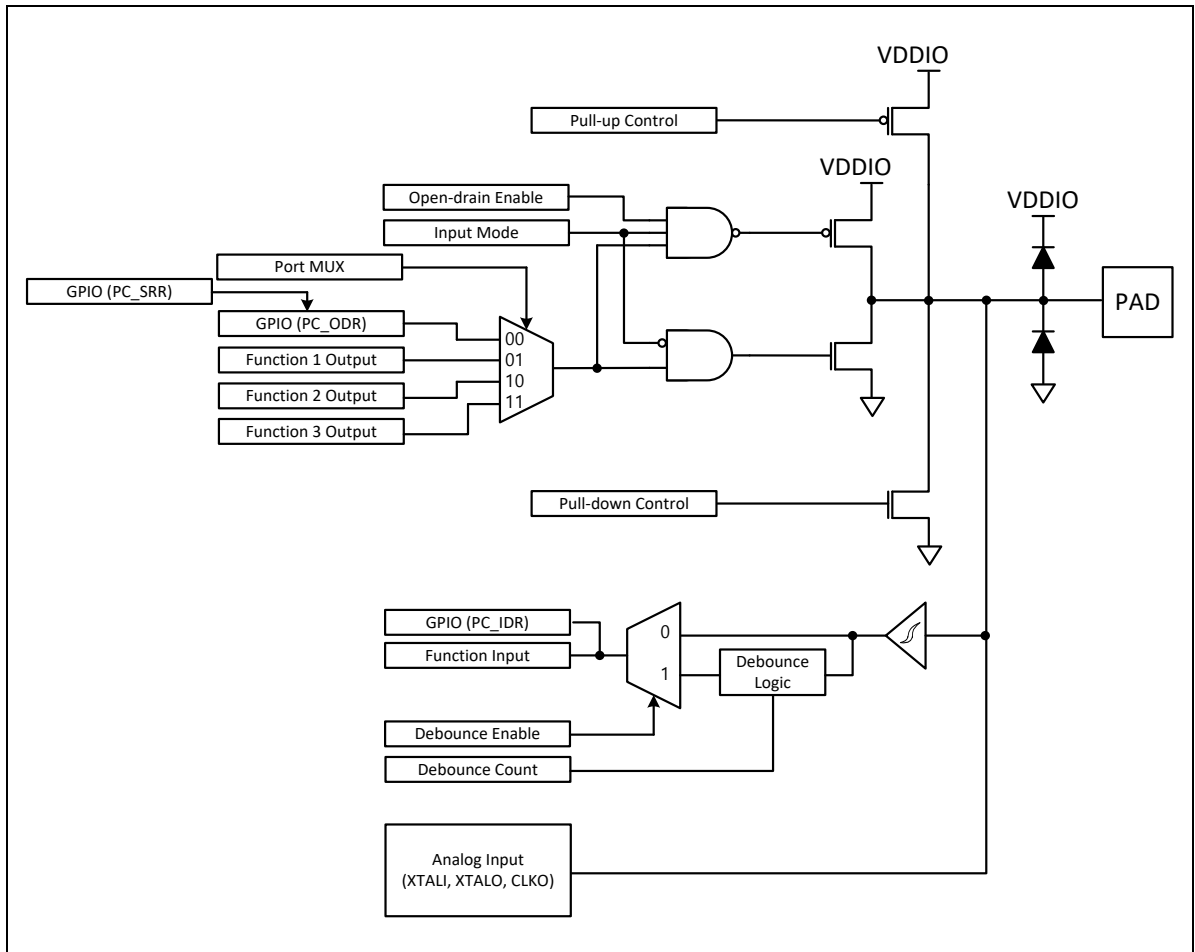 VDDIO
Pull-up Control
VDDIO
Open-drain Enable
VDDIO
Input Mode
Port MUX
GPIO (PC_SRR)
PAD
GPIO (PC_ODR)
00
Function 1 Output
01
Function 2 Output
10
11
Function 3 Output
Pull-down Control
GPIO (PC_IDR)
0
Function Input
Debounce
Logic
1
Debounce Enable
Debounce Count
Analog Input
(XTALI, XTALO, CLKO)